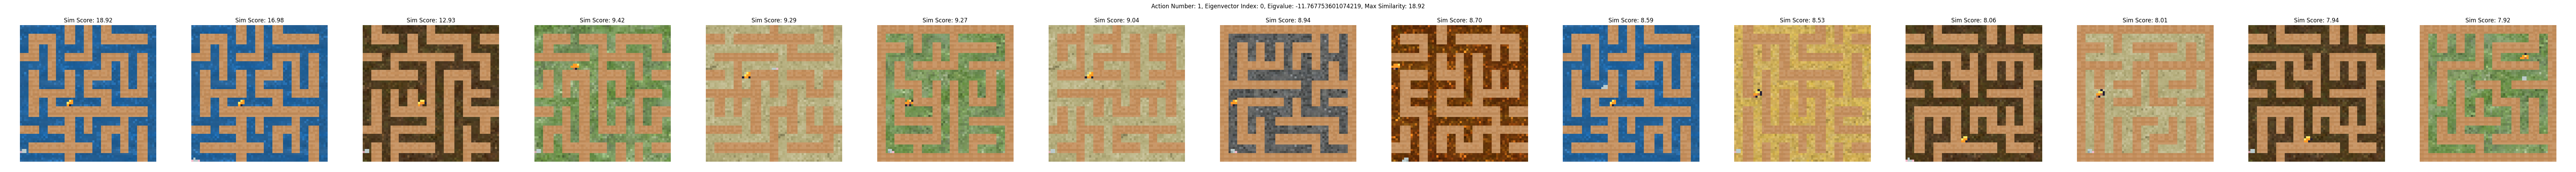 Action Number: 1, Eigenvector Index: 0, Eigvalue: -11.767753601074219, Max Similarity: 18.92
Sim Score: 18.92
Sim Score: 16.98
Sim Score: 12.93
Sim Score: 9.42
Sim Score: 9.29
Sim Score: 9.27
Sim Score: 9.04
Sim Score: 8.94
Sim Score: 8.70
Sim Score: 8.59
Sim Score: 8.53
Sim Score: 8.06
Sim Score: 8.01
Sim Score: 7.94
Sim Score: 7.92